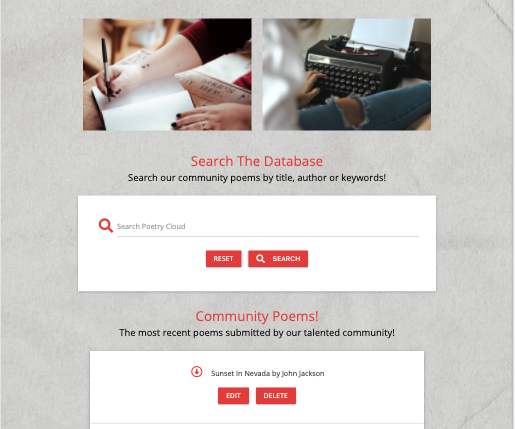 Search The Database
Search our community poems by title, author or keywords!
Search Poetry Cloud
RESET
SEARCH
Community Poems!
The most recent poems submitted by our talented community!
Sunset In Nevada by John Jackson
EDIT
DELETE